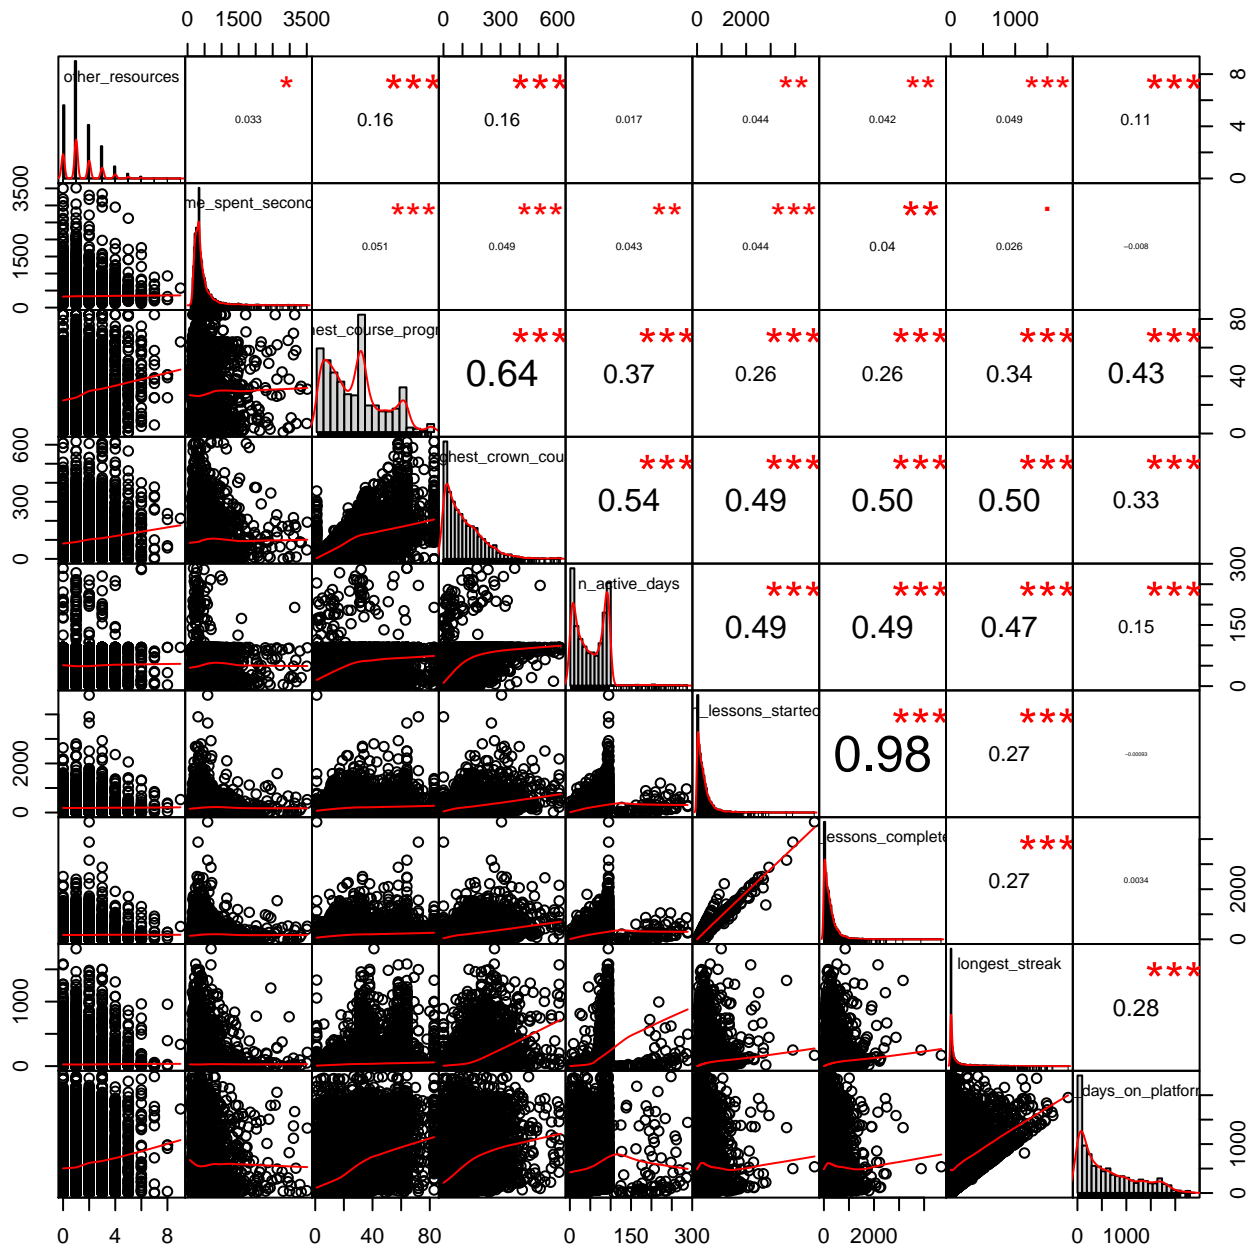 0 1500 3500 0 300 600 0 2000 0 1000
other_resources * *** *** ** ** *** *** 8
0.033 0.16 0.16 0.017 0.044 0.042 0.049 0.11 4
0
3500 me_spent_second *** *** ** *** ** .
1500 0.051 0.049 0.043 0.044 0.04 0.026 -0.008
0
hest_course_progr *** *** *** *** *** *** 80
0.64 0.37 0.26 0.26 0.34 0.43 40
0
600 ghest_crown_cou *** *** *** *** ***
300 0.54 0.49 0.50 0.50 0.33
0
n_active_days *** *** *** *** 300
0.49 0.49 0.47 0.15 150
0
_lessons_started *** ***
2000 0.98 0.27 -0.00093
0
lessons_complete ***
0.27 0.0034 2000
0
longest_streak ***
1000 0.28
0
_days_on_platfor
1000
0
0 4 8 0 40 80 0 150 300 0 2000 0 1000